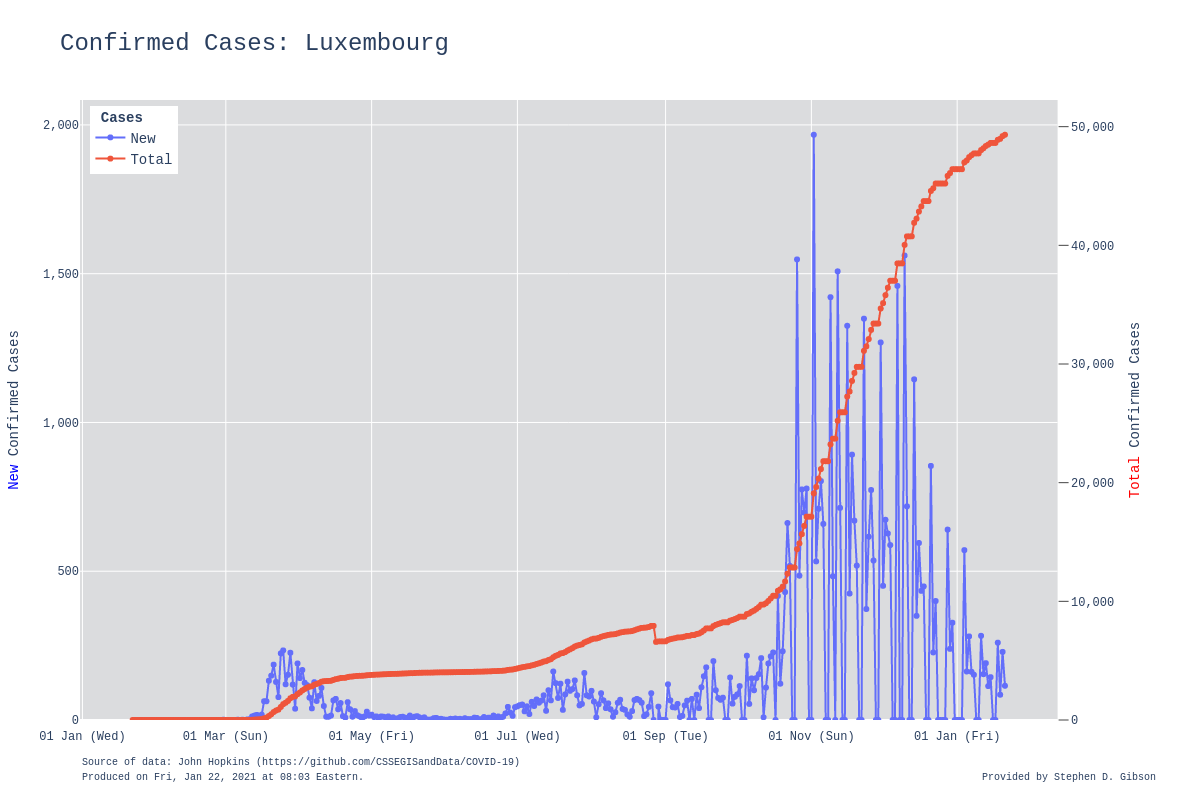 Confirmed Cases: Luxembourg
Cases
New
Total
2,000
1,500
1,000
500
0
50,000
40,000
30,000
20,000
10,000
0
New Confirmed Cases
Total Confirmed Cases
01 Jan (Wed)
01 Mar (Sun)
01 May (Fri)
01 Jul (Wed)
01 Sep (Tue)
01 Nov (Sun)
01 Jan (Fri)
Source of data: John Hopkins (https://github.com/CSSEGISandData/COVID-19)
Produced on Fri, Jan 22, 2021 at 08:03 Eastern.
Provided by Stephen D. Gibson